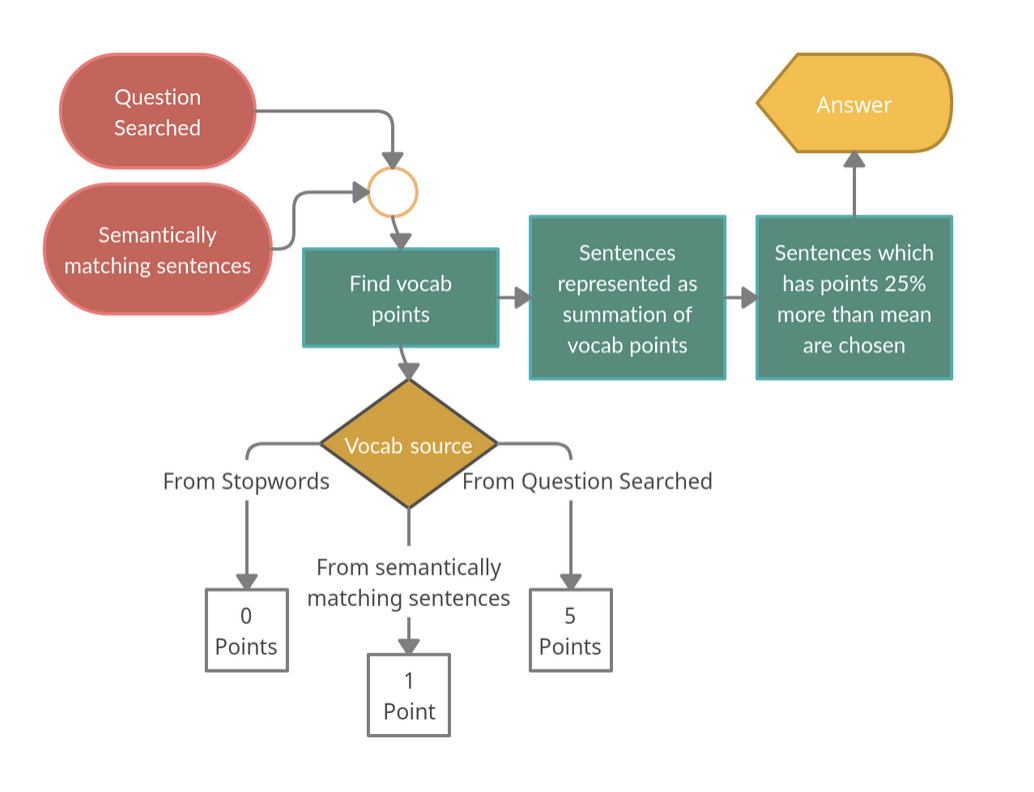 Question
Searched
Answer
Semantically
matching sentences
Find vocab
points
Sentences
represented as
summation of
vocab points
Sentences which
has points 25%
more than mean
are chosen
Vocab source
From Stopwords
From Question Searched
From semantically
matching sentences
0
Points
5
Points
1
Point